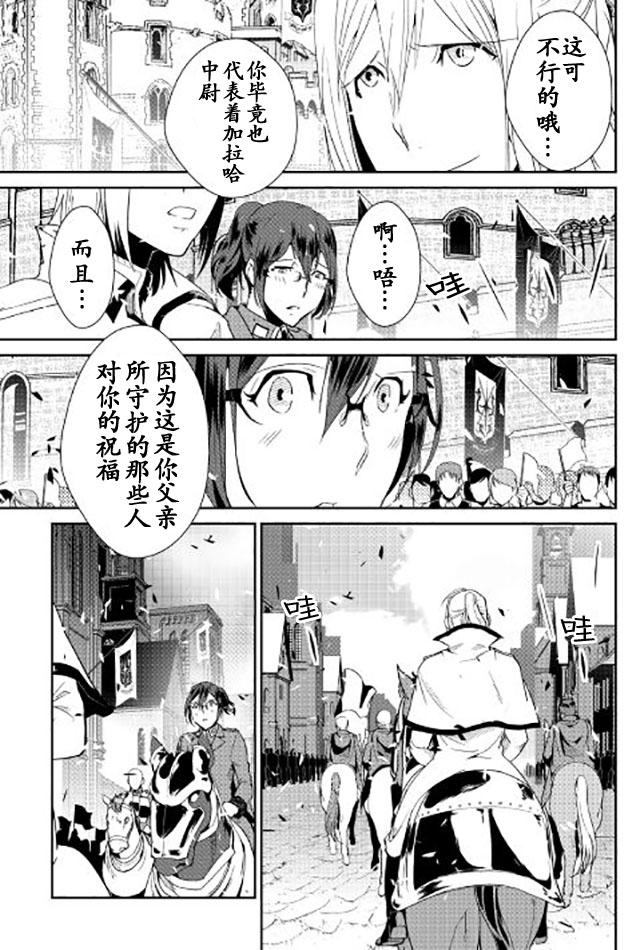 这可
不行的哦…
你毕竟也
代表着加拉哈
中尉
啊…唔…
哇
而且…
因为这是你父亲
所守护的那些人
对你的祝福
哇
哇